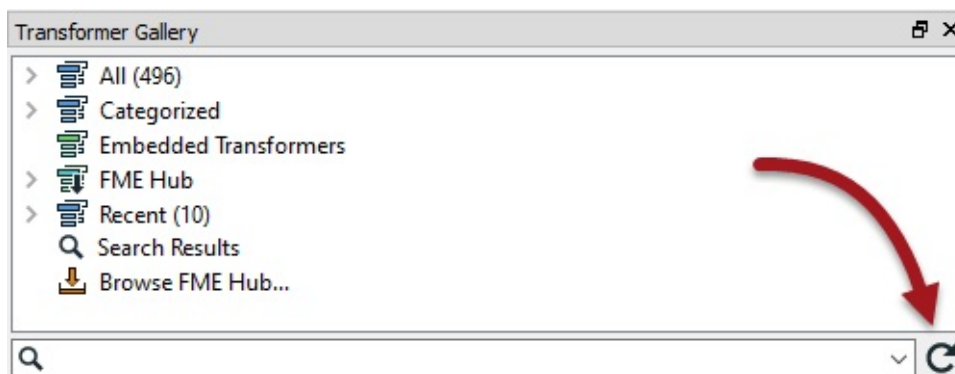 Transformer Gallery
All (496)
Categorized
Embedded Transformers
FME Hub
Recent (10)
Search Results
Browse FME Hub...